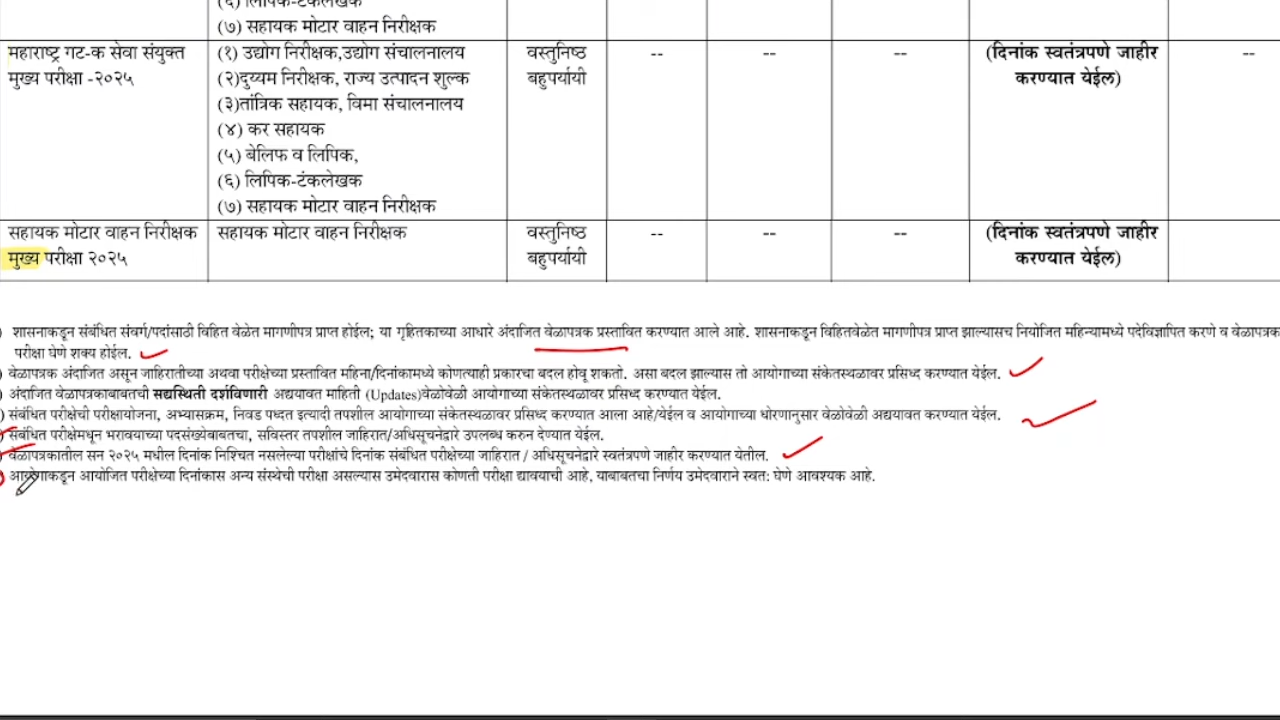 (६) लिपिक-टंकलेखक
(७) सहायक मोटार वाहन निरीक्षक
महाराष्ट्र गट-क सेवा संयुक्त मुख्य परीक्षा -२०२५
(१) उद्योग निरीक्षक,उद्योग संचालनालय
(२)दुय्यम निरीक्षक, राज्य उत्पादन शुल्क
(३)तांत्रिक सहायक, विमा संचालनालय
(४) कर सहायक
(५) बेलिफ व लिपिक,
(६) लिपिक-टंकलेखक
(७) सहायक मोटार वाहन निरीक्षक
वस्तुनिष्ठ बहुपर्यायी
-- -- --
(दिनांक स्वतंत्रपणे जाहीर करण्यात येईल)
--
सहायक मोटार वाहन निरीक्षक मुख्य परीक्षा २०२५
सहायक मोटार वाहन निरीक्षक
वस्तुनिष्ठ बहुपर्यायी
-- -- --
(दिनांक स्वतंत्रपणे जाहीर करण्यात येईल)
--
) शासनाकडून संबंधित संवर्ग/पदांसाठी विहित वेळेत मागणीपत्र प्राप्त होईल; या गृहितकाच्या आधारे अंदाजित वेळापत्रक प्रस्तावित करण्यात आले आहे. शासनाकडून विहितवेळेत मागणीपत्र प्राप्त झाल्यासच नियोजित महिन्यामध्ये पदेविज्ञापित करणे व वेळापत्रक
परीक्षा घेणे शक्य होईल.
) वेळापत्रक अंदाजित असून जाहिरातीच्या अथवा परीक्षेच्या प्रस्तावित महिना/दिनांकामध्ये कोणत्याही प्रकारचा बदल होवू शकतो. असा बदल झाल्यास तो आयोगाच्या संकेतस्थळावर प्रसिध्द करण्यात येईल.
) अंदाजित वेळापत्रकाबाबतची सद्यस्थिती दर्शविणारी अद्ययावत माहिती (Updates)वेळोवेळी आयोगाच्या संकेतस्थळावर प्रसिध्द करण्यात येईल.
) संबंधित परीक्षेची परीक्षायोजना, अभ्यासक्रम, निवड पध्दत इत्यादी तपशील आयोगाच्या संकेतस्थळावर प्रसिध्द करण्यात आला आहे/येईल व आयोगाच्या धोरणानुसार वेळोवेळी अद्ययावत करण्यात येईल.
संबंधित परीक्षेमधून भरावयाच्या पदसंख्येबाबतचा, सविस्तर तपशील जाहिरात/अधिसूचनेद्वारे उपलब्ध करुन देण्यात येईल.
वेळापत्रकातील सन २०२५ मधील दिनांक निश्चित नसलेल्या परीक्षांचे दिनांक संबंधित परीक्षेच्या जाहिरात / अधिसूचनेद्वारे स्वतंत्रपणे जाहीर करण्यात येतील.
आयोगाकडून आयोजित परीक्षेच्या दिनांकास अन्य संस्थेची परीक्षा असल्यास उमेदवारास कोणती परीक्षा द्यावयाची आहे, याबाबतचा निर्णय उमेदवाराने स्वत: घेणे आवश्यक आहे.